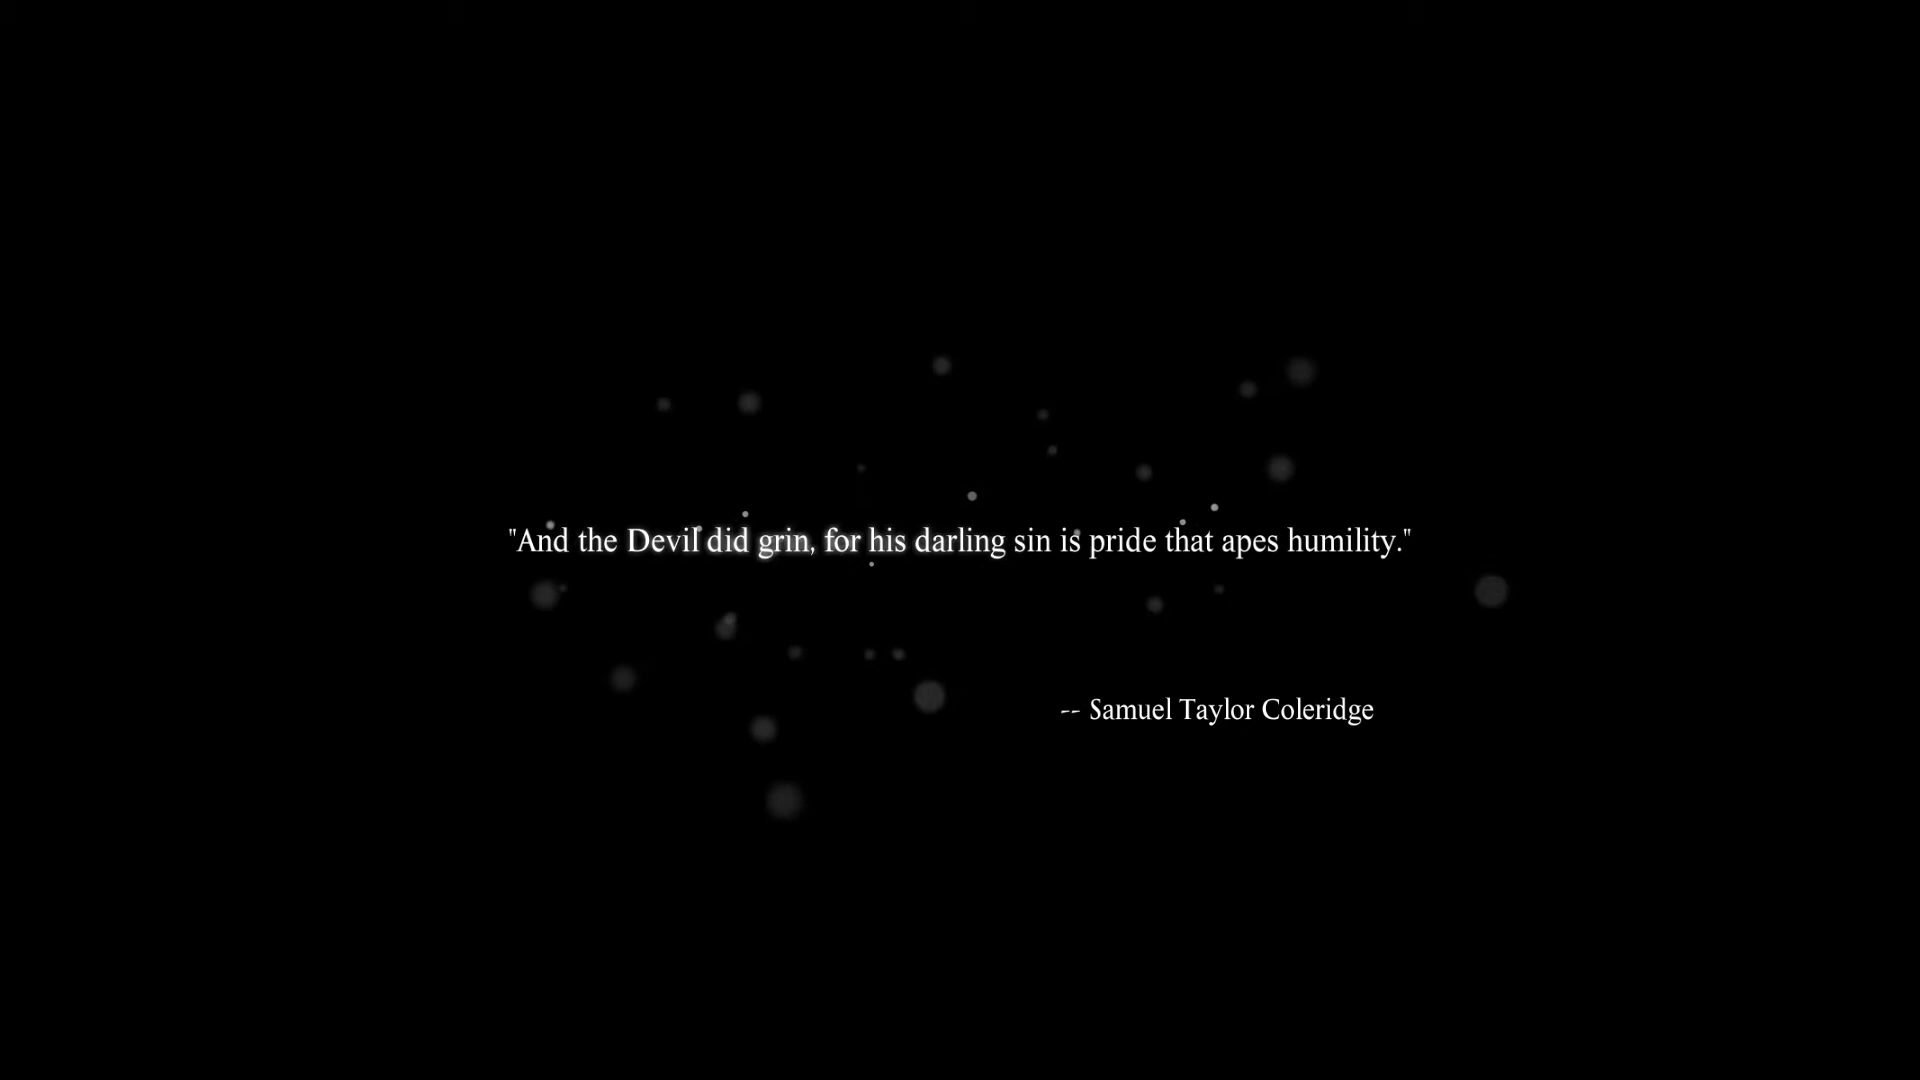 "And the Devil did grin, for his darling sin is pride that apes humility."
-- Samuel Taylor Coleridge